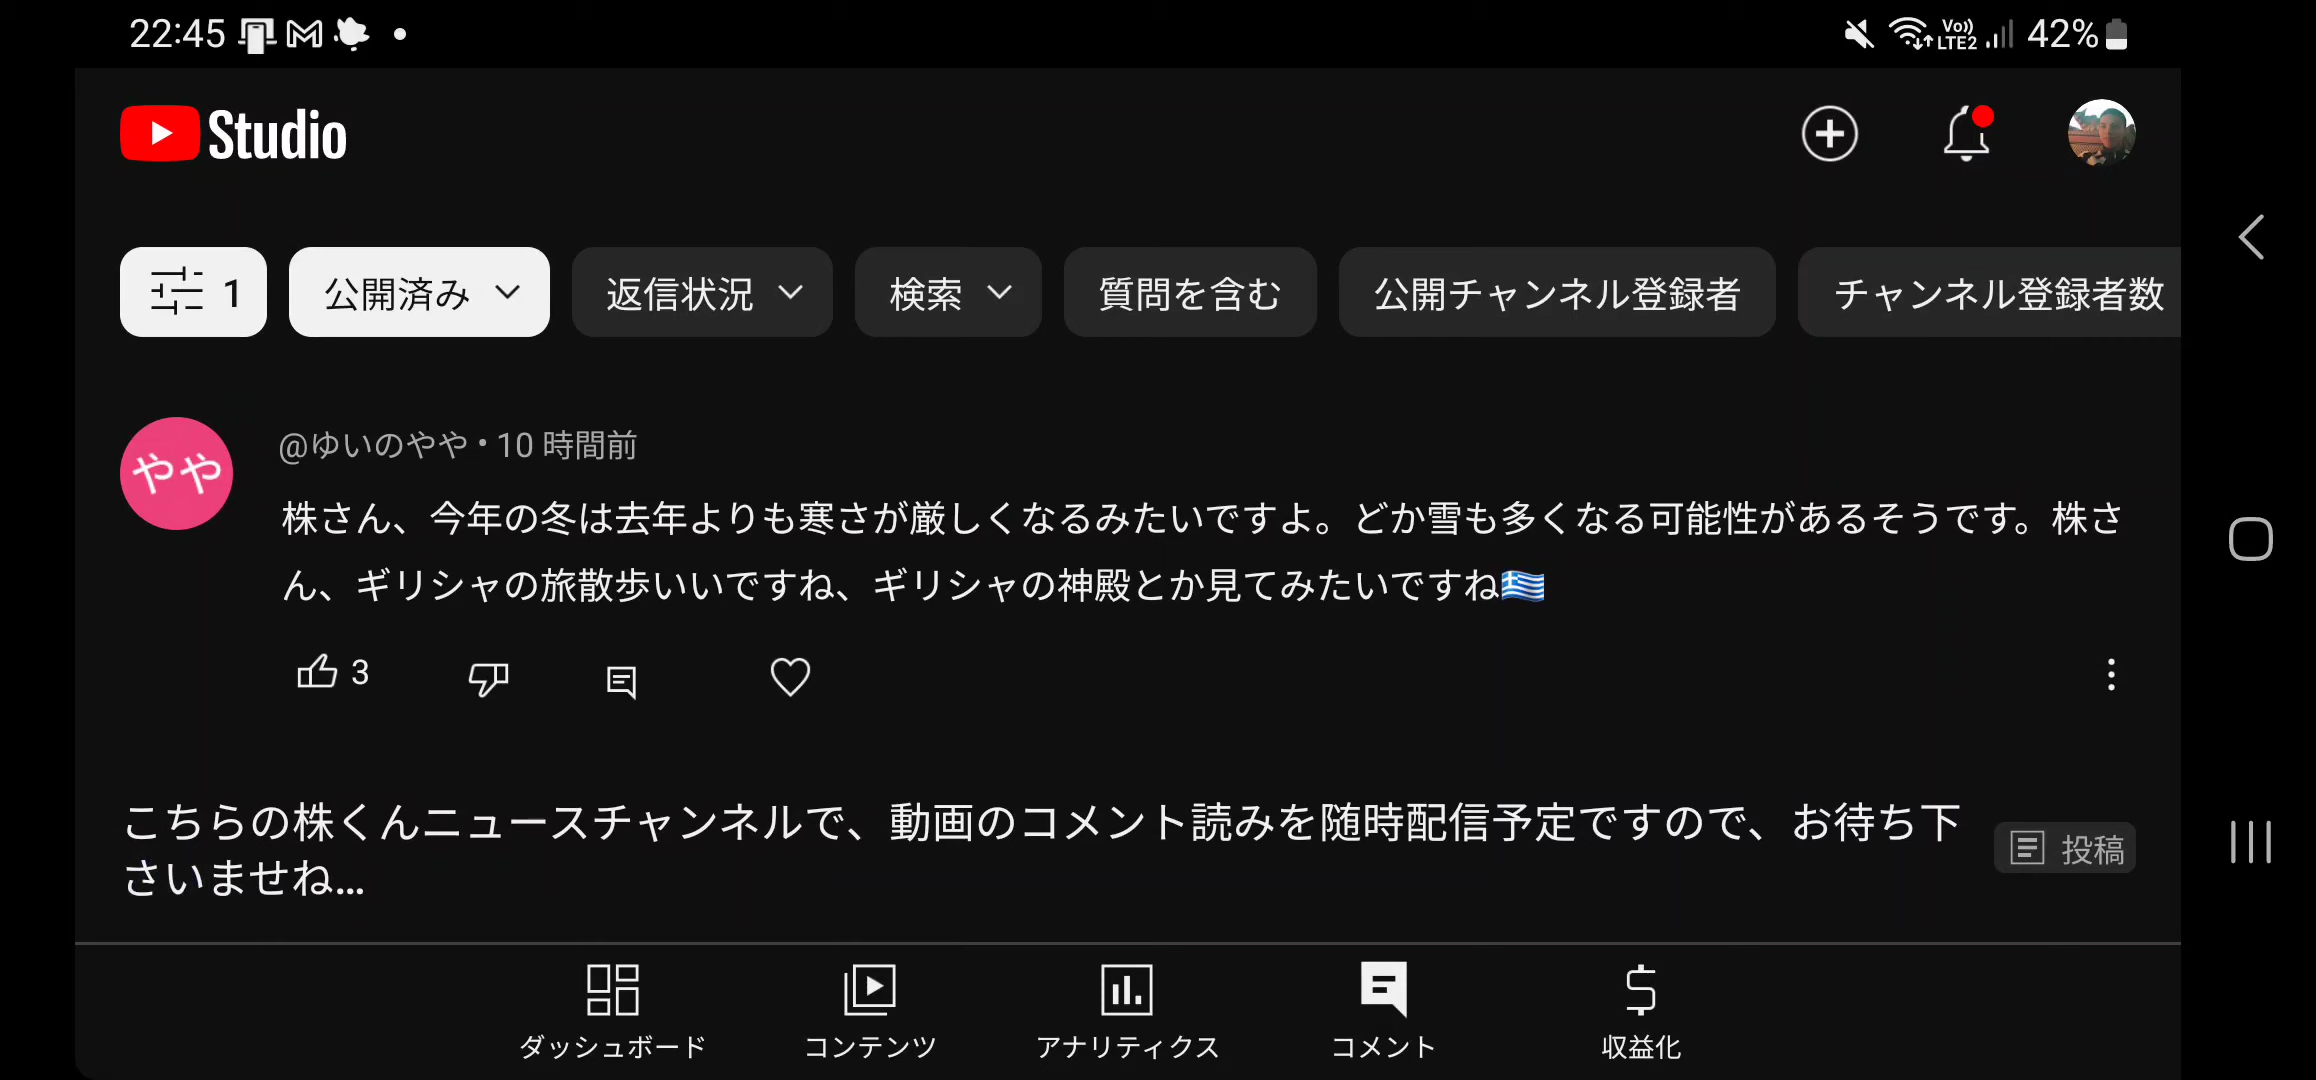 22:45
Vo)) LTE2 42%
Studio
1 公開済み 返信状況 検索 質問を含む 公開チャンネル登録者 チャンネル登録者数
やや
@ゆいのやや • 10 時間前
株さん、今年の冬は去年よりも寒さが厳しくなるみたいですよ。どか雪も多くなる可能性があるそうです。株さ
ん、ギリシャの旅散歩いいですね、ギリシャの神殿とか見てみたいですね🇬🇷
3
こちらの株くんニュースチャンネルで、動画のコメント読みを随時配信予定ですので、お待ち下
さいませね...
投稿
ダッシュボード コンテンツ アナリティクス コメント 収益化